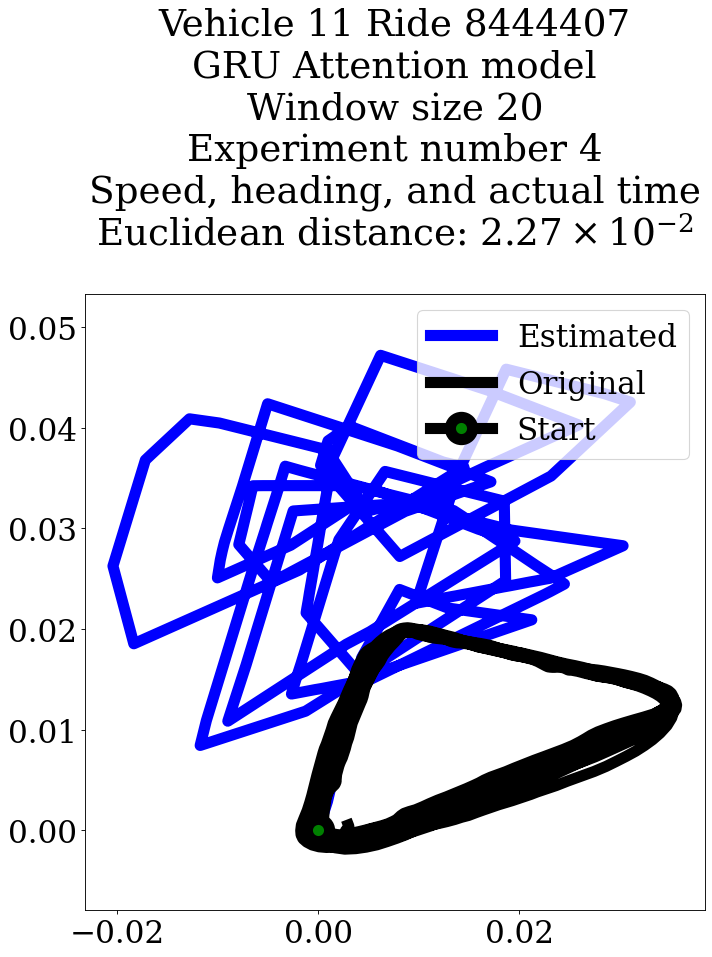 Vehicle 11 Ride 8444407
GRU Attention model
Window size 20
Experiment number 4
Speed, heading, and actual time
Euclidean distance: 2.27 × 10⁻²
Estimated
Original
Start
0.05
0.04
0.03
0.02
0.01
0.00
−0.02
0.00
0.02